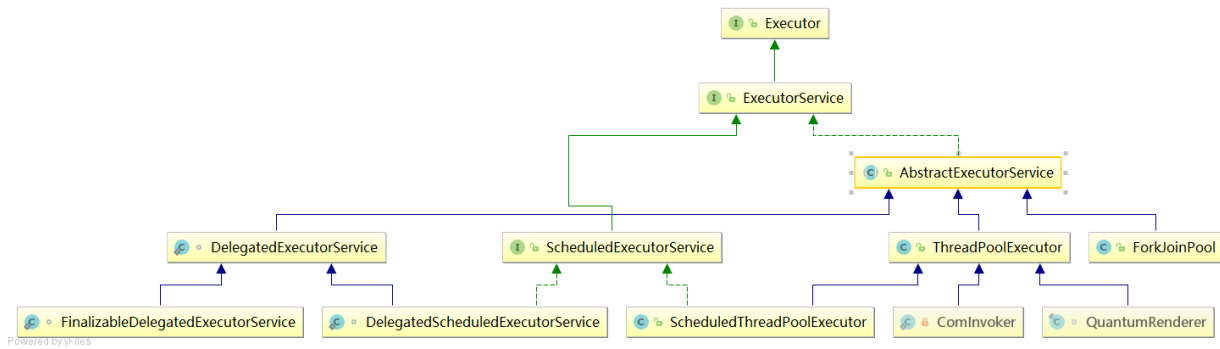 Executor
ExecutorService
AbstractExecutorService
DelegatedExecutorService
ScheduledExecutorService
ThreadPoolExecutor
ForkJoinPool
FinalizableDelegatedExecutorService
DelegatedScheduledExecutorService
ScheduledThreadPoolExecutor
ComInvoker
QuantumRenderer
Powered by yFiles